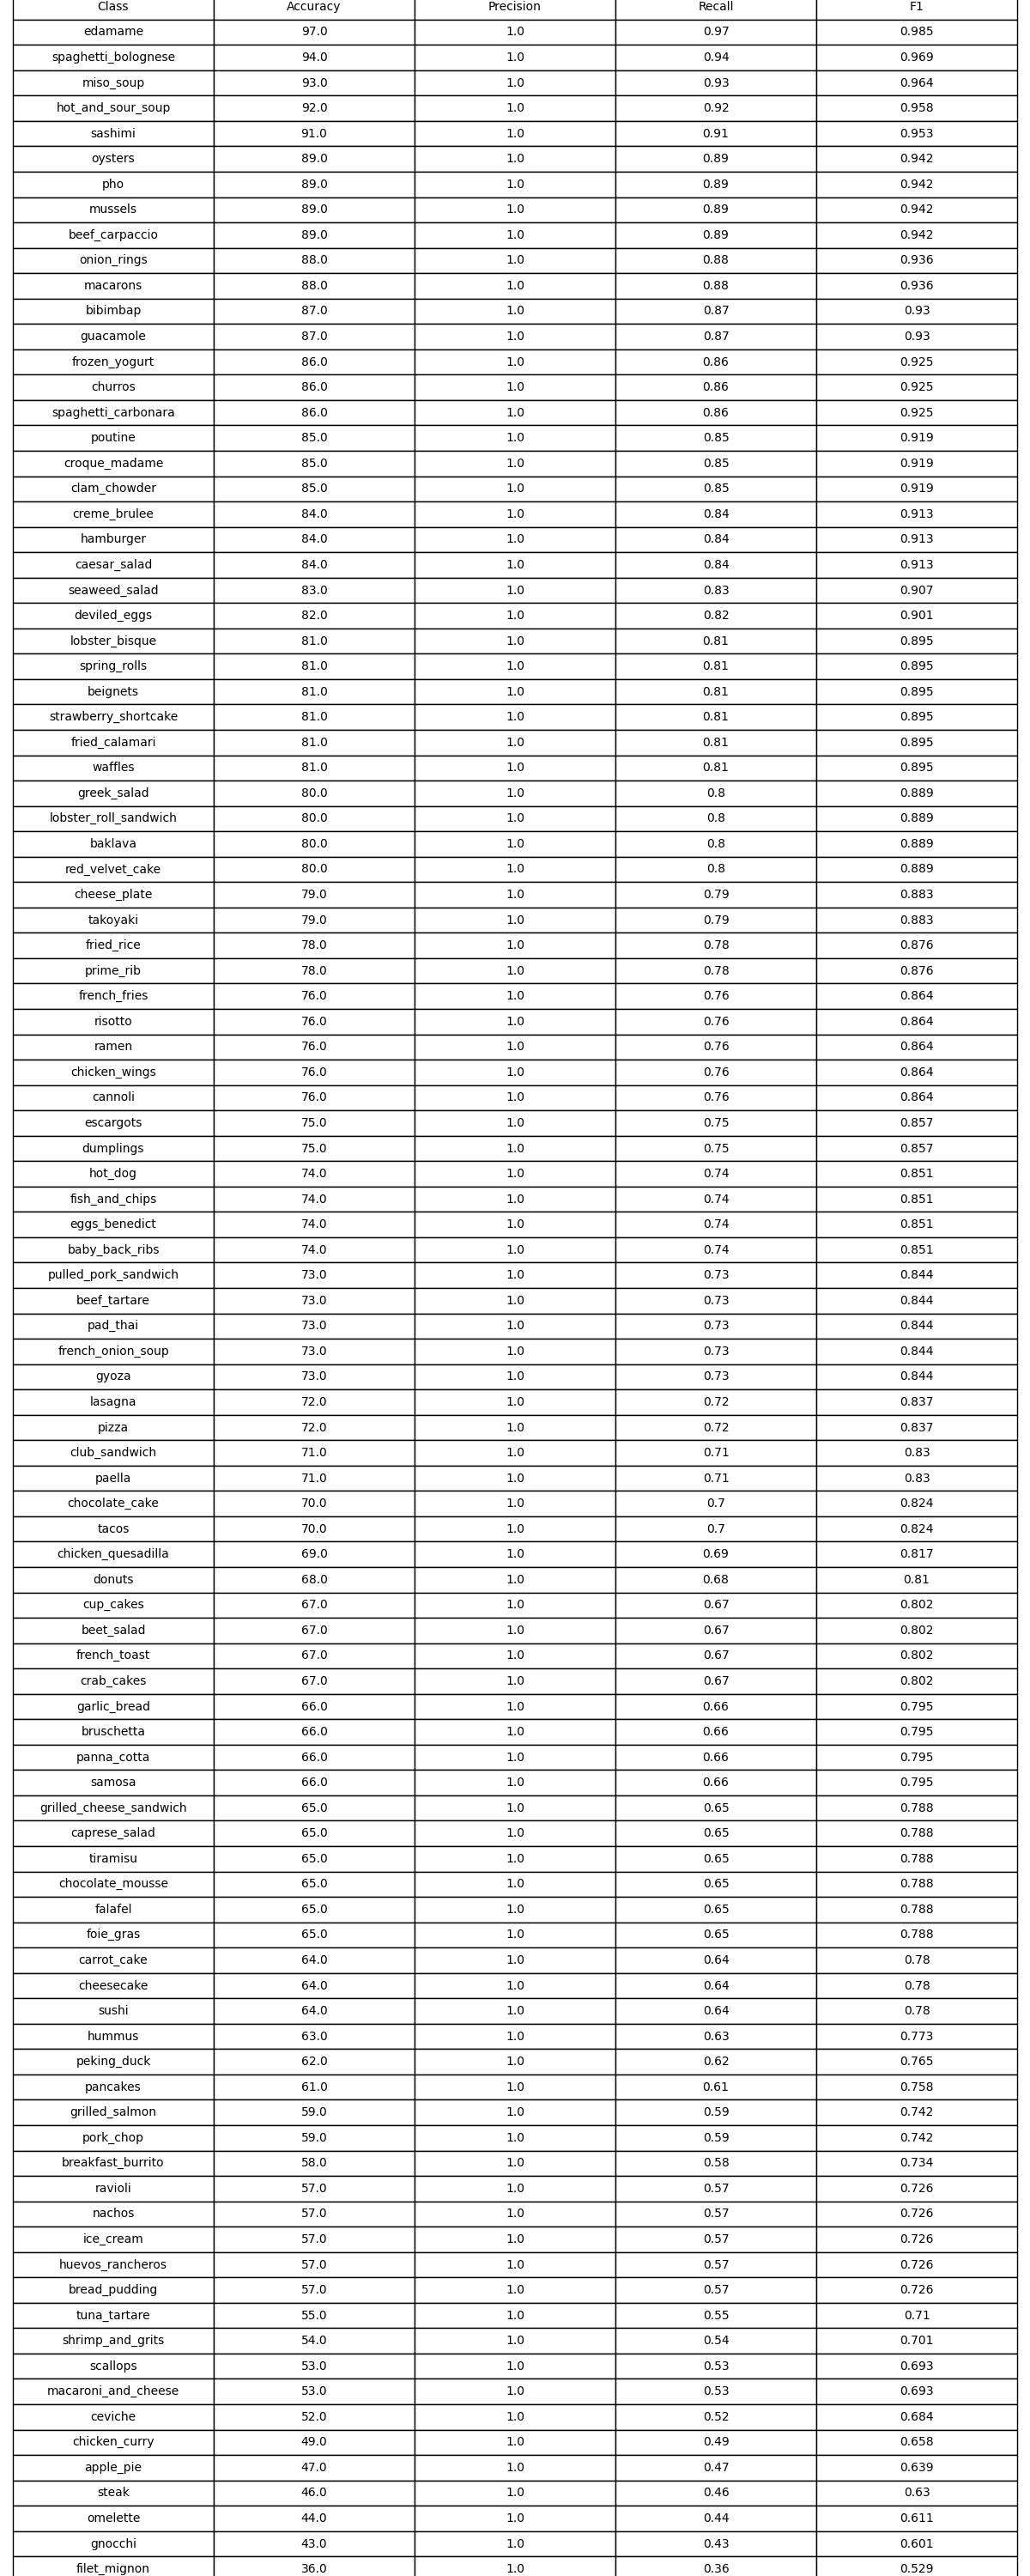 Class Accuracy Precision Recall F1
edamame 97.0 1.0 0.97 0.985
spaghetti_bolognese 94.0 1.0 0.94 0.969
miso_soup 93.0 1.0 0.93 0.964
hot_and_sour_soup 92.0 1.0 0.92 0.958
sashimi 91.0 1.0 0.91 0.953
oysters 89.0 1.0 0.89 0.942
pho 89.0 1.0 0.89 0.942
mussels 89.0 1.0 0.89 0.942
beef_carpaccio 89.0 1.0 0.89 0.942
onion_rings 88.0 1.0 0.88 0.936
macarons 88.0 1.0 0.88 0.936
bibimbap 87.0 1.0 0.87 0.93
guacamole 87.0 1.0 0.87 0.93
frozen_yogurt 86.0 1.0 0.86 0.925
churros 86.0 1.0 0.86 0.925
spaghetti_carbonara 86.0 1.0 0.86 0.925
poutine 85.0 1.0 0.85 0.919
croque_madame 85.0 1.0 0.85 0.919
clam_chowder 85.0 1.0 0.85 0.919
creme_brulee 84.0 1.0 0.84 0.913
hamburger 84.0 1.0 0.84 0.913
caesar_salad 84.0 1.0 0.84 0.913
seaweed_salad 83.0 1.0 0.83 0.907
deviled_eggs 82.0 1.0 0.82 0.901
lobster_bisque 81.0 1.0 0.81 0.895
spring_rolls 81.0 1.0 0.81 0.895
beignets 81.0 1.0 0.81 0.895
strawberry_shortcake 81.0 1.0 0.81 0.895
fried_calamari 81.0 1.0 0.81 0.895
waffles 81.0 1.0 0.81 0.895
greek_salad 80.0 1.0 0.8 0.889
lobster_roll_sandwich 80.0 1.0 0.8 0.889
baklava 80.0 1.0 0.8 0.889
red_velvet_cake 80.0 1.0 0.8 0.889
cheese_plate 79.0 1.0 0.79 0.883
takoyaki 79.0 1.0 0.79 0.883
fried_rice 78.0 1.0 0.78 0.876
prime_rib 78.0 1.0 0.78 0.876
french_fries 76.0 1.0 0.76 0.864
risotto 76.0 1.0 0.76 0.864
ramen 76.0 1.0 0.76 0.864
chicken_wings 76.0 1.0 0.76 0.864
cannoli 76.0 1.0 0.76 0.864
escargots 75.0 1.0 0.75 0.857
dumplings 75.0 1.0 0.75 0.857
hot_dog 74.0 1.0 0.74 0.851
fish_and_chips 74.0 1.0 0.74 0.851
eggs_benedict 74.0 1.0 0.74 0.851
baby_back_ribs 74.0 1.0 0.74 0.851
pulled_pork_sandwich 73.0 1.0 0.73 0.844
beef_tartare 73.0 1.0 0.73 0.844
pad_thai 73.0 1.0 0.73 0.844
french_onion_soup 73.0 1.0 0.73 0.844
gyoza 73.0 1.0 0.73 0.844
lasagna 72.0 1.0 0.72 0.837
pizza 72.0 1.0 0.72 0.837
club_sandwich 71.0 1.0 0.71 0.83
paella 71.0 1.0 0.71 0.83
chocolate_cake 70.0 1.0 0.7 0.824
tacos 70.0 1.0 0.7 0.824
chicken_quesadilla 69.0 1.0 0.69 0.817
donuts 68.0 1.0 0.68 0.81
cup_cakes 67.0 1.0 0.67 0.802
beet_salad 67.0 1.0 0.67 0.802
french_toast 67.0 1.0 0.67 0.802
crab_cakes 67.0 1.0 0.67 0.802
garlic_bread 66.0 1.0 0.66 0.795
bruschetta 66.0 1.0 0.66 0.795
panna_cotta 66.0 1.0 0.66 0.795
samosa 66.0 1.0 0.66 0.795
grilled_cheese_sandwich 65.0 1.0 0.65 0.788
caprese_salad 65.0 1.0 0.65 0.788
tiramisu 65.0 1.0 0.65 0.788
chocolate_mousse 65.0 1.0 0.65 0.788
falafel 65.0 1.0 0.65 0.788
foie_gras 65.0 1.0 0.65 0.788
carrot_cake 64.0 1.0 0.64 0.78
cheesecake 64.0 1.0 0.64 0.78
sushi 64.0 1.0 0.64 0.78
hummus 63.0 1.0 0.63 0.773
peking_duck 62.0 1.0 0.62 0.765
pancakes 61.0 1.0 0.61 0.758
grilled_salmon 59.0 1.0 0.59 0.742
pork_chop 59.0 1.0 0.59 0.742
breakfast_burrito 58.0 1.0 0.58 0.734
ravioli 57.0 1.0 0.57 0.726
nachos 57.0 1.0 0.57 0.726
ice_cream 57.0 1.0 0.57 0.726
huevos_rancheros 57.0 1.0 0.57 0.726
bread_pudding 57.0 1.0 0.57 0.726
tuna_tartare 55.0 1.0 0.55 0.71
shrimp_and_grits 54.0 1.0 0.54 0.701
scallops 53.0 1.0 0.53 0.693
macaroni_and_cheese 53.0 1.0 0.53 0.693
ceviche 52.0 1.0 0.52 0.684
chicken_curry 49.0 1.0 0.49 0.658
apple_pie 47.0 1.0 0.47 0.639
steak 46.0 1.0 0.46 0.63
omelette 44.0 1.0 0.44 0.611
gnocchi 43.0 1.0 0.43 0.601
filet_mignon 36.0 1.0 0.36 0.529